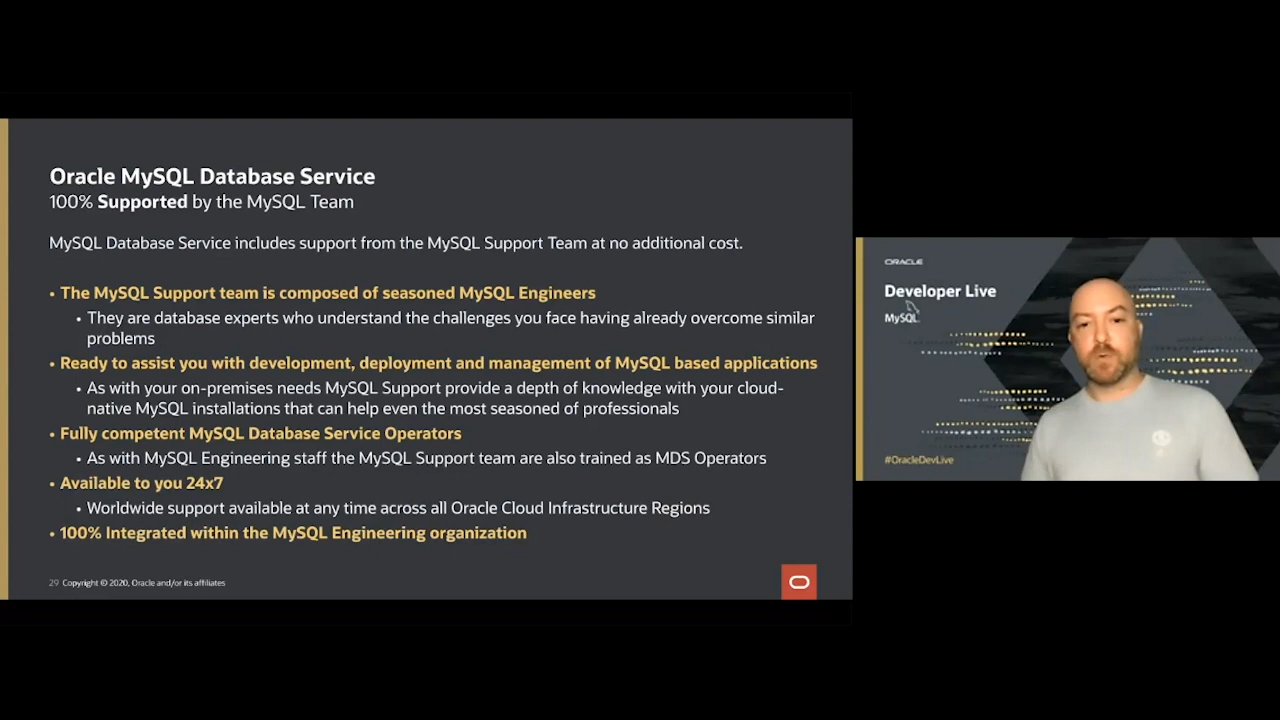 Oracle MySQL Database Service
100% Supported by the MySQL Team
MySQL Database Service includes support from the MySQL Support Team at no additional cost.
• The MySQL Support team is composed of seasoned MySQL Engineers
• They are database experts who understand the challenges you face having already overcome similar
problems
• Ready to assist you with development, deployment and management of MySQL based applications
• As with your on-premises needs MySQL Support provide a depth of knowledge with your cloud-
native MySQL installations that can help even the most seasoned of professionals
• Fully competent MySQL Database Service Operators
• As with MySQL Engineering staff the MySQL Support team are also trained as MDS Operators
• Available to you 24x7
• Worldwide support available at any time across all Oracle Cloud Infrastructure Regions
• 100% Integrated within the MySQL Engineering organization
29 Copyright © 2020, Oracle and/or its affiliates
ORACLE
Developer Live
MySQL
#OracleDevLive